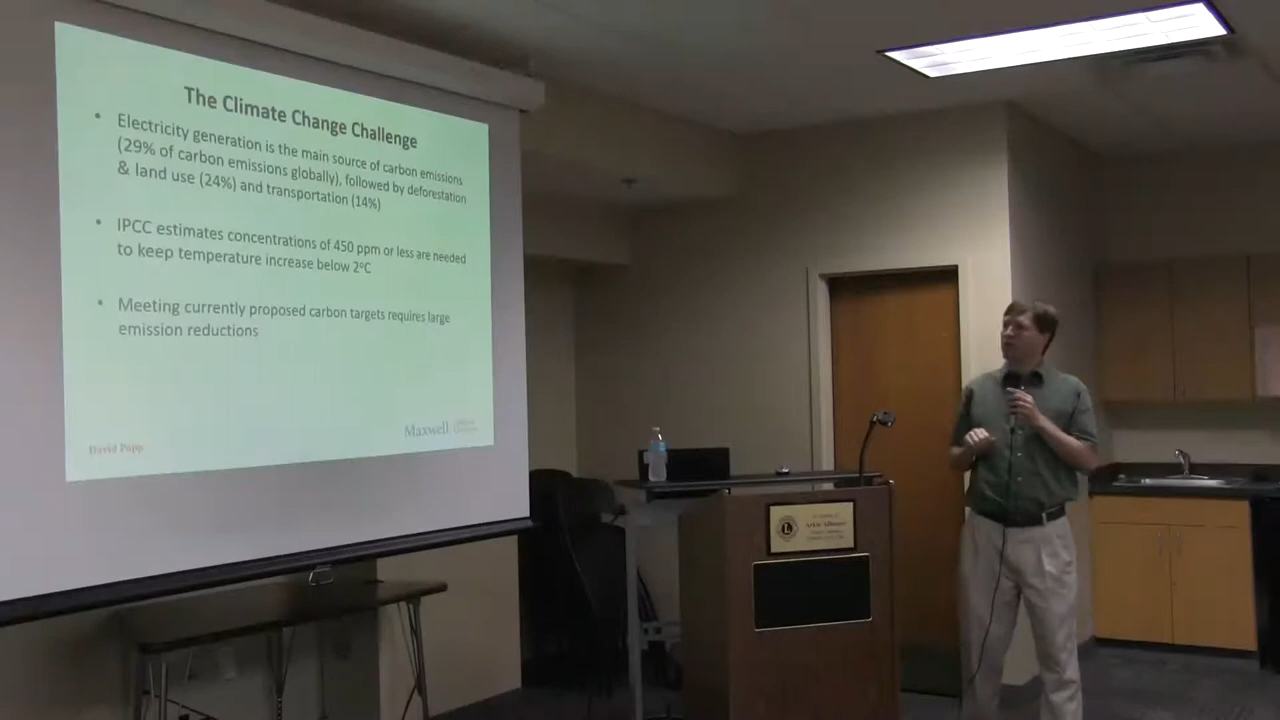 The Climate Change Challenge
• Electricity generation is the main source of carbon emissions
(29% of carbon emissions globally), followed by deforestation
& land use (24%) and transportation (14%)
• IPCC estimates concentrations of 450 ppm or less are needed
to keep temperature increase below 2°C
• Meeting currently proposed carbon targets requires large
emission reductions
David Popp
Maxwell
L